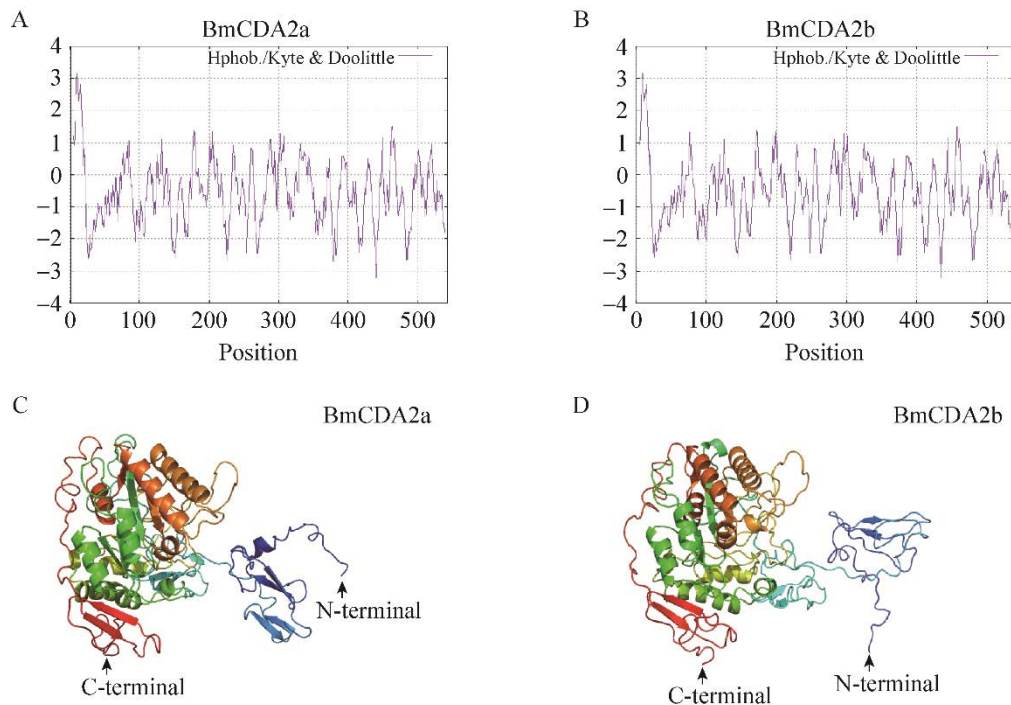 A
BmCDA2a
Hphob./Kyte & Doolittle
4
3
2
1
0
−1
−2
−3
−4
0 100 200 300 400 500
Position
B
BmCDA2b
Hphob./Kyte & Doolittle
4
3
2
1
0
−1
−2
−3
−4
0 100 200 300 400 500
Position
C
BmCDA2a
N-terminal
C-terminal
D
BmCDA2b
N-terminal
C-terminal